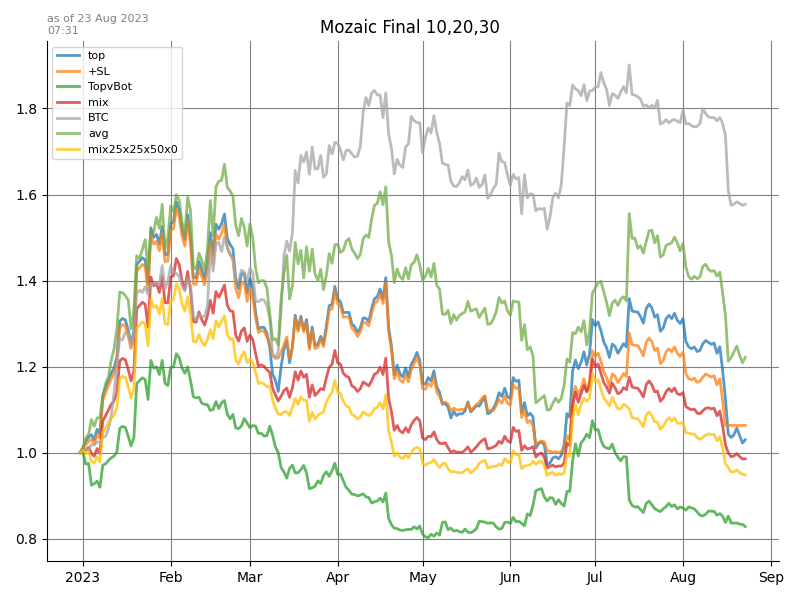 as of 23 Aug 2023
07:31
Mozaic Final 10,20,30
top
+SL
TopvBot
mix
BTC
avg
mix25x25x50x0
1.8
1.6
1.4
1.2
1.0
0.8
2023 Feb Mar Apr May Jun Jul Aug Sep